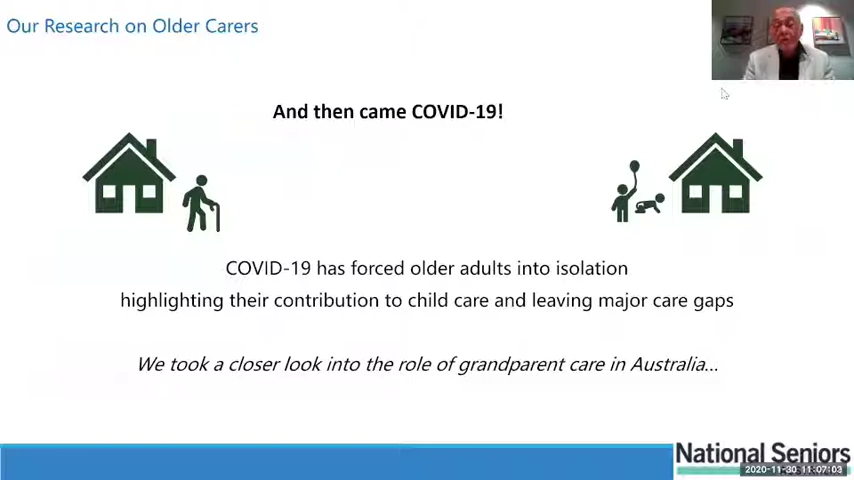 Our Research on Older Carers
And then came COVID-19!
COVID-19 has forced older adults into isolation
highlighting their contribution to child care and leaving major care gaps
We took a closer look into the role of grandparent care in Australia...
National Seniors
2020-11-30 11:07:03